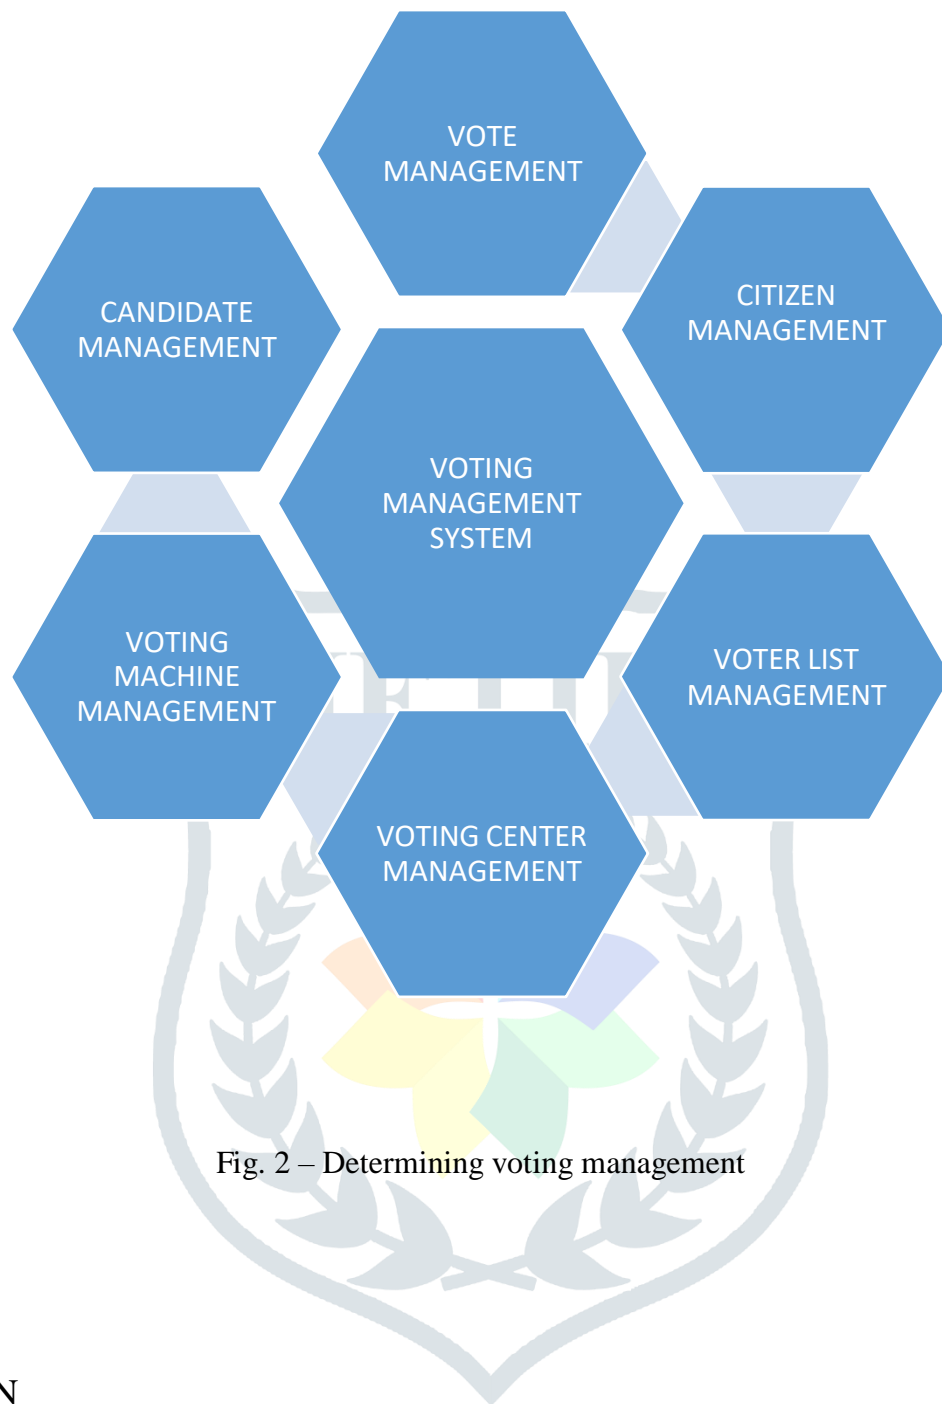 VOTE
MANAGEMENT
CANDIDATE
MANAGEMENT
CITIZEN
MANAGEMENT
VOTING
MANAGEMENT
SYSTEM
VOTING
MACHINE
MANAGEMENT
VOTER LIST
MANAGEMENT
VOTING CENTER
MANAGEMENT
Fig. 2 – Determining voting management
N